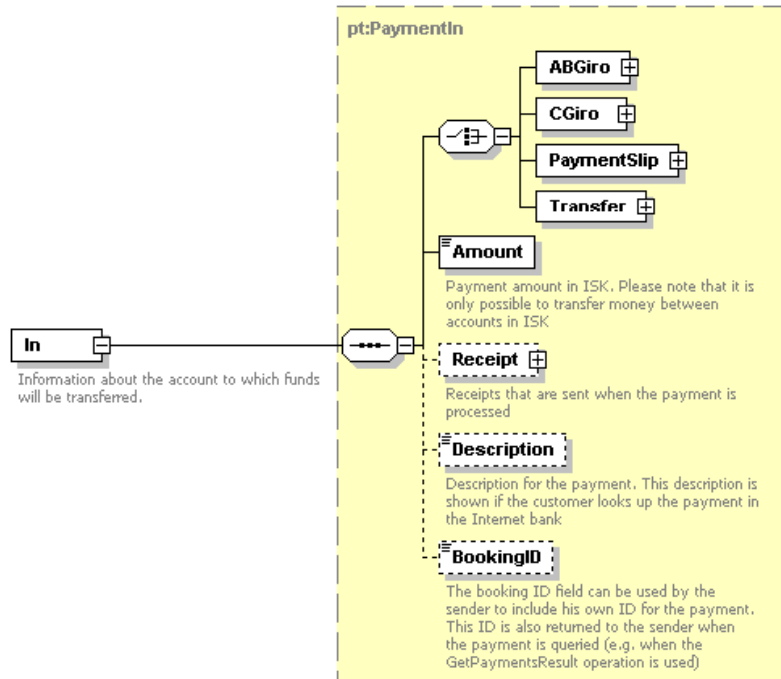 pt:PaymentIn
ABGiro
CGiro
PaymentSlip
Transfer
Amount
Payment amount in ISK. Please note that it is
only possible to transfer money between
accounts in ISK
In
Information about the account to which funds
will be transferred.
Receipt
Receipts that are sent when the payment is
processed
Description
Description for the payment. This description is
shown if the customer looks up the payment in
the Internet bank
BookingID
The booking ID field can be used by the
sender to include his own ID for the payment.
This ID is also returned to the sender when
the payment is queried (e.g. when the
GetPaymentsResult operation is used)